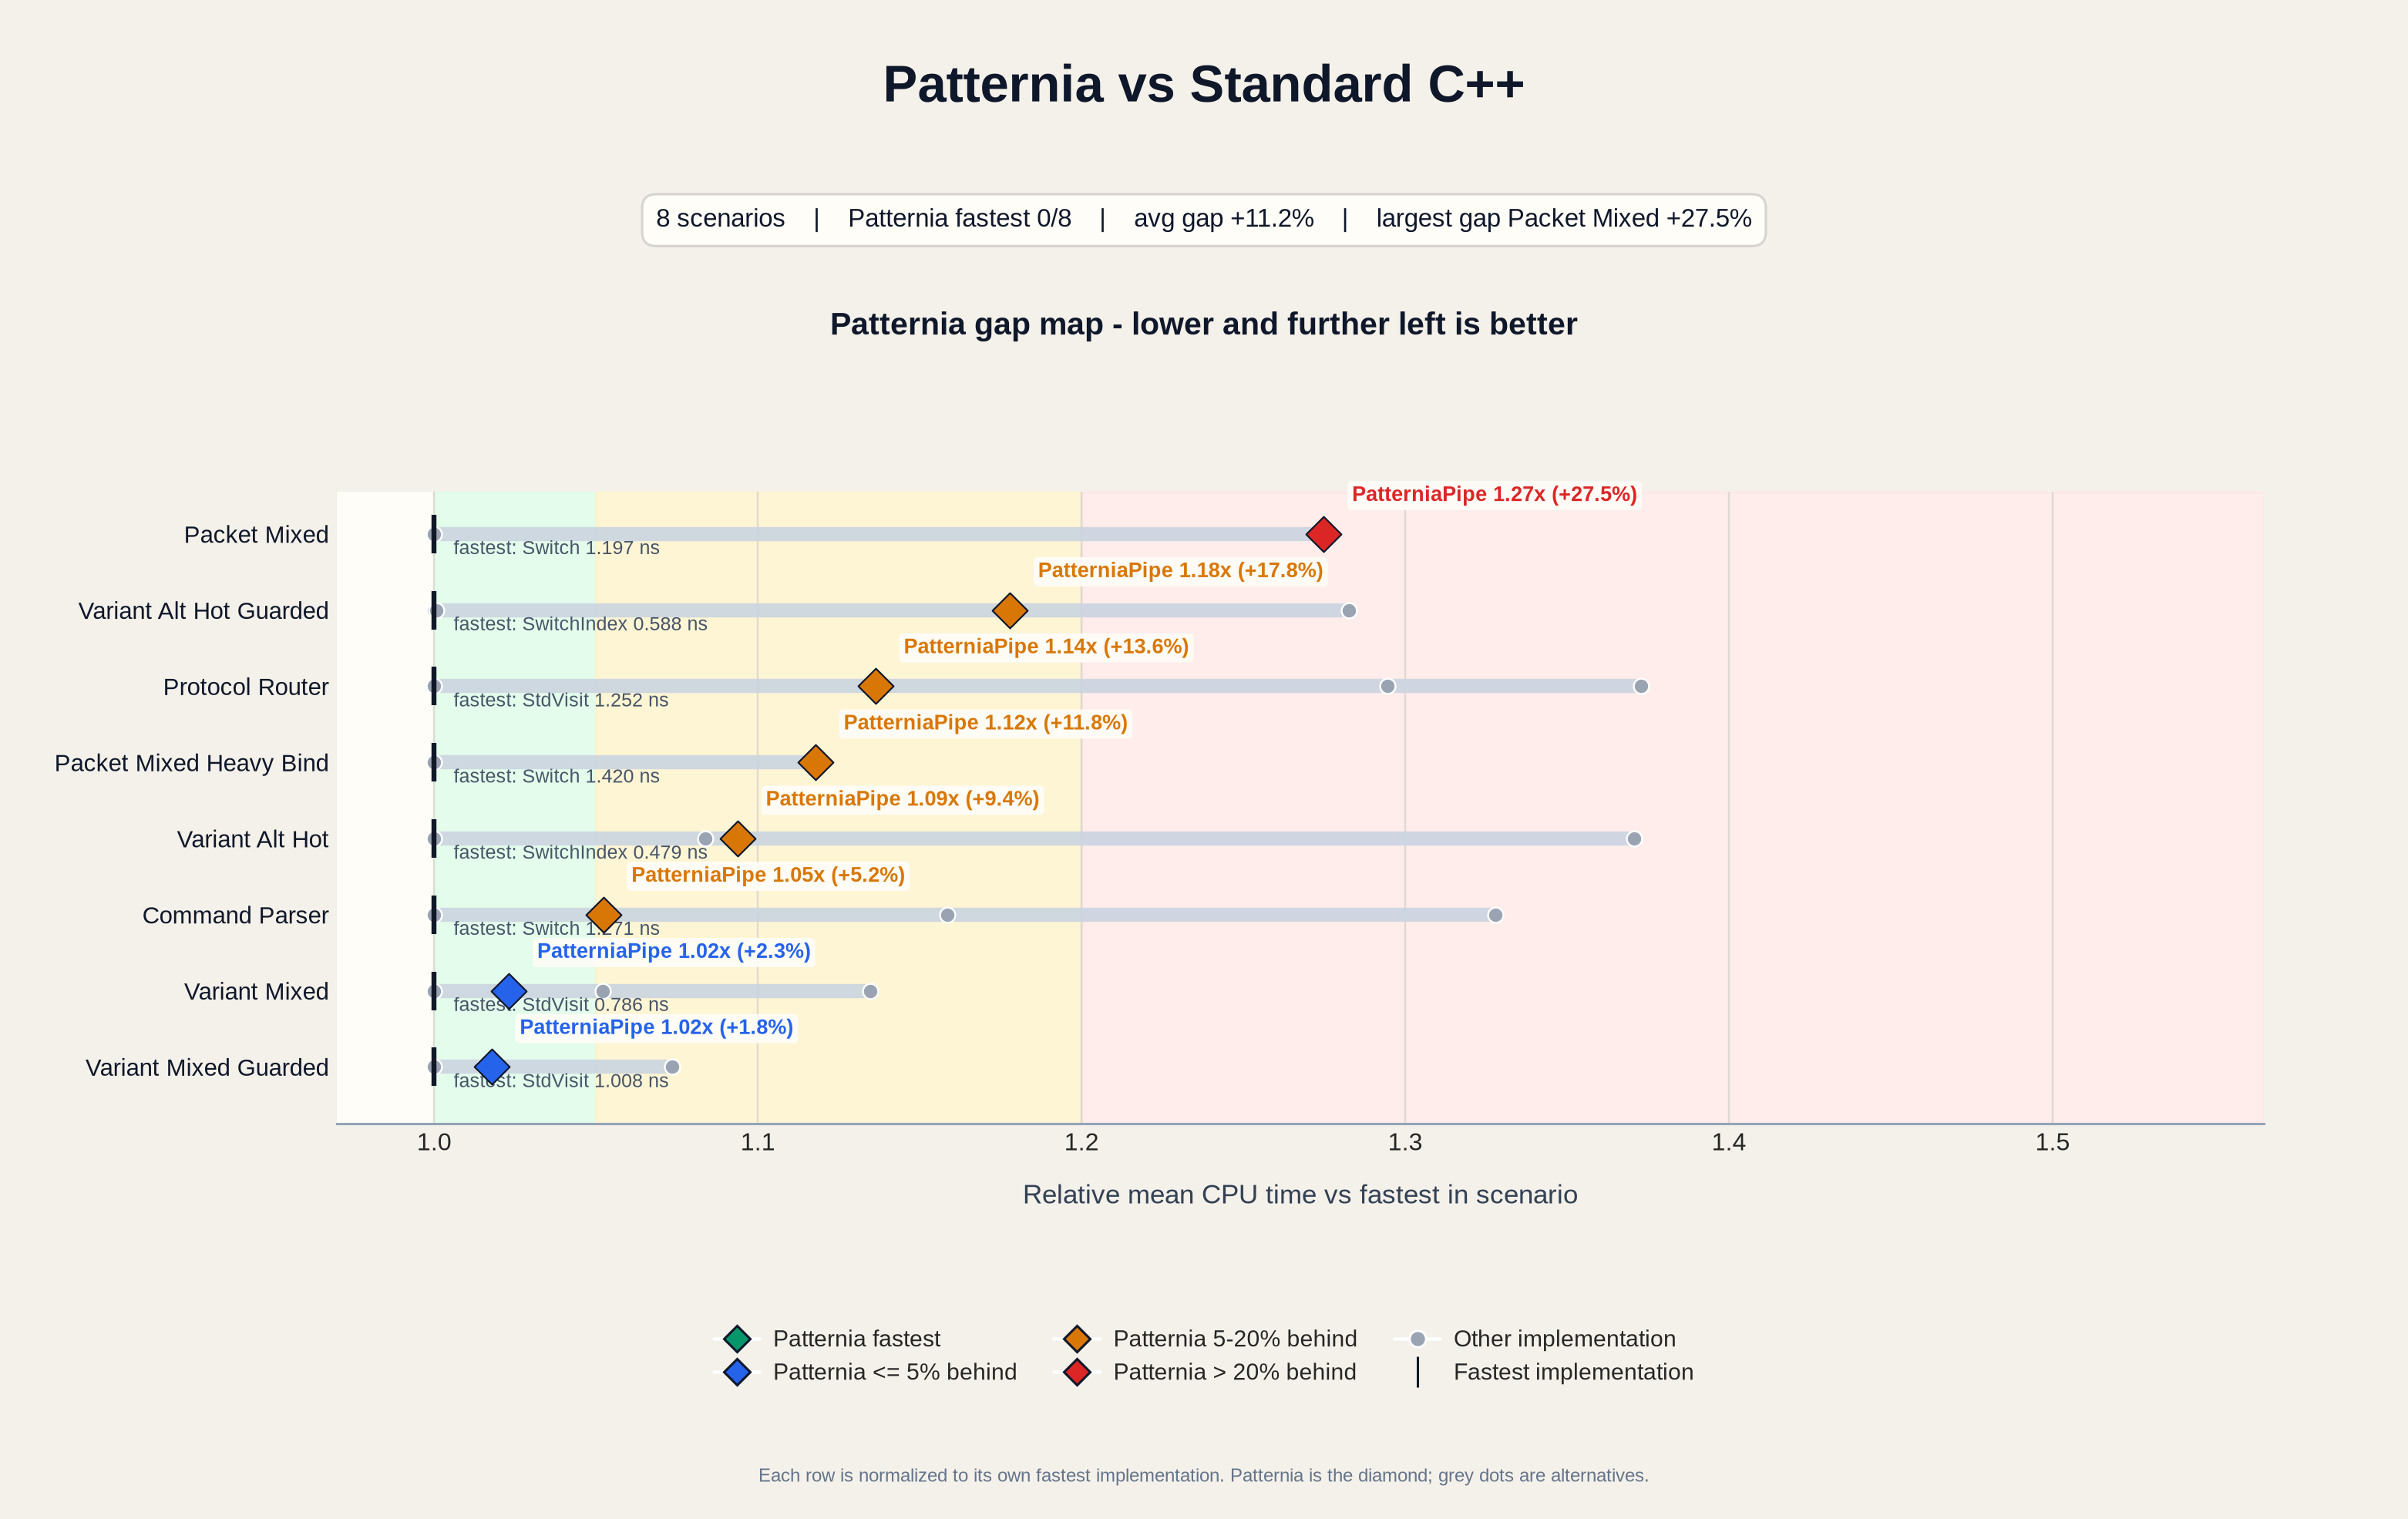 Patternia vs Standard C++
8 scenarios | Patternia fastest 0/8 | avg gap +11.2% | largest gap Packet Mixed +27.5%
Patternia gap map - lower and further left is better
PatterniaPipe 1.27x (+27.5%)
Packet Mixed
fastest: Switch 1.197 ns
PatterniaPipe 1.18x (+17.8%)
Variant Alt Hot Guarded
fastest: SwitchIndex 0.588 ns
PatterniaPipe 1.14x (+13.6%)
Protocol Router
fastest: StdVisit 1.252 ns
PatterniaPipe 1.12x (+11.8%)
Packet Mixed Heavy Bind
fastest: Switch 1.420 ns
PatterniaPipe 1.09x (+9.4%)
Variant Alt Hot
fastest: SwitchIndex 0.479 ns
PatterniaPipe 1.05x (+5.2%)
Command Parser
fastest: Switch 1.271 ns
PatterniaPipe 1.02x (+2.3%)
Variant Mixed
fastest: StdVisit 0.786 ns
PatterniaPipe 1.02x (+1.8%)
Variant Mixed Guarded
fastest: StdVisit 1.008 ns
1.0 1.1 1.2 1.3 1.4 1.5
Relative mean CPU time vs fastest in scenario
Patternia fastest
Patternia 5-20% behind
Other implementation
Patternia <= 5% behind
Patternia > 20% behind
Fastest implementation
Each row is normalized to its own fastest implementation. Patternia is the diamond; grey dots are alternatives.